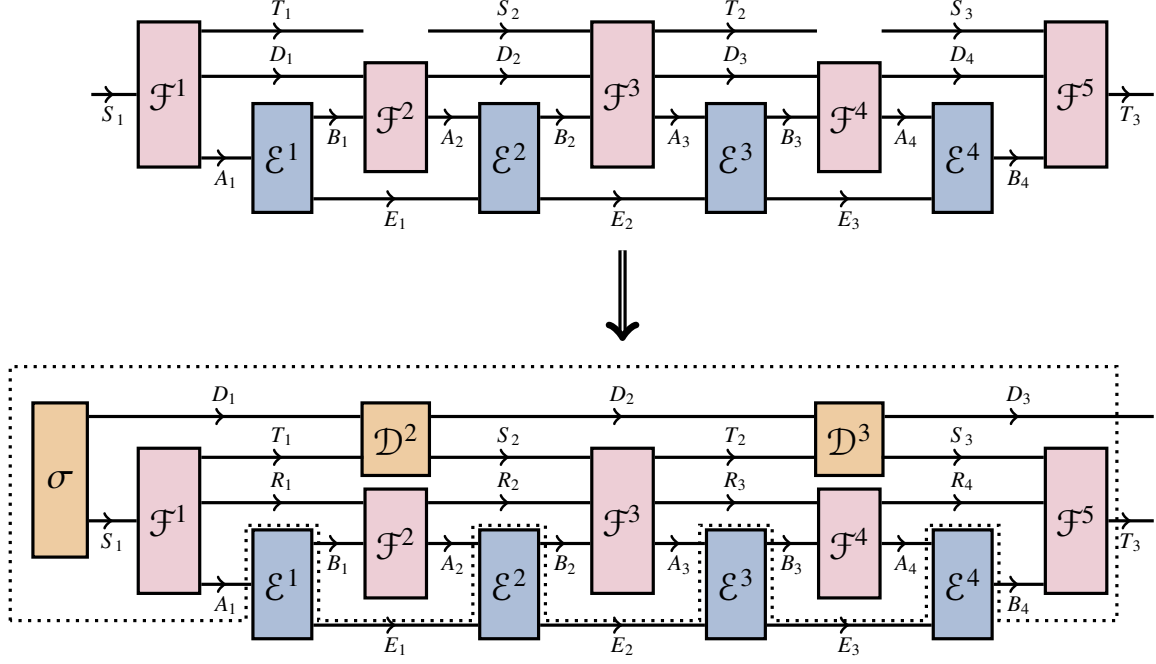 T₁ S₂ T₂ S₃
D₁ D₂ D₃ D₄
S₁ ℱ¹ ℱ² ℱ³ ℱ⁴ ℱ⁵ T₃
B₁ A₂ B₂ A₃ B₃ A₄
A₁ ℰ¹ ℰ² ℰ³ ℰ⁴ B₄
E₁ E₂ E₃
D₁ D₂ D₃
𝒟² 𝒟³
T₁ S₂ T₂ S₃
σ R₁ R₂ R₃ R₄
S₁ ℱ¹ ℱ² ℱ³ ℱ⁴ ℱ⁵ T₃
B₁ A₂ B₂ A₃ B₃ A₄
A₁ ℰ¹ ℰ² ℰ³ ℰ⁴ B₄
E₁ E₂ E₃